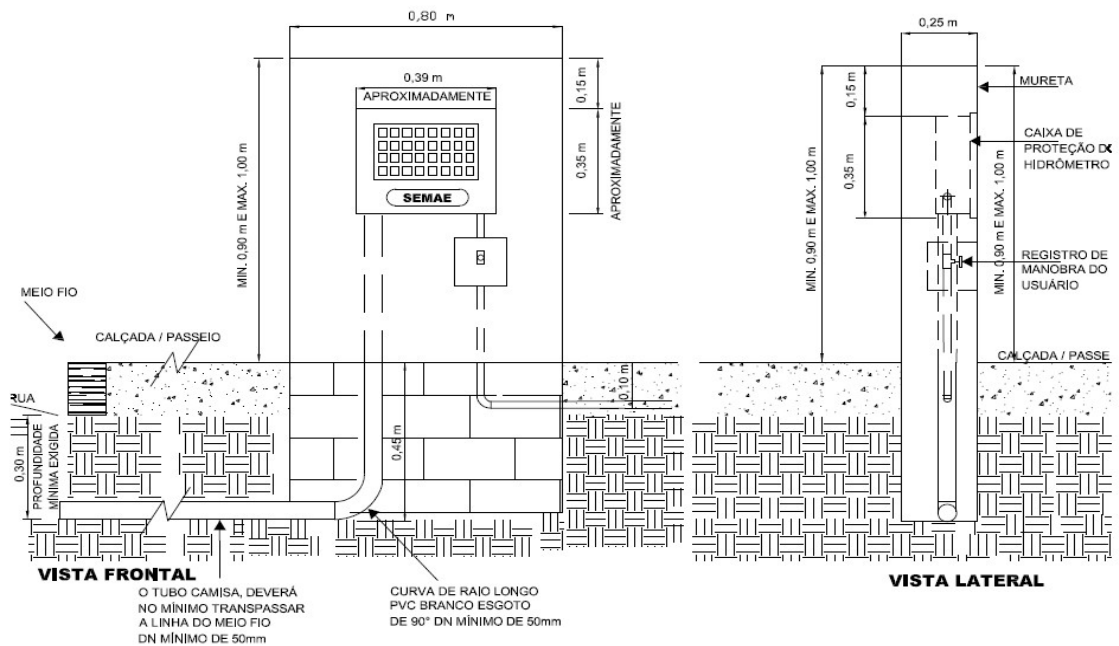 0,80 m
0,39 m
APROXIMADAMENTE
0,15 m
0,35 m
APROXIMADAMENTE
MIN. 0,90 m E MAX. 1,00 m
SEMAE
MEIO FIO
CALÇADA / PASSEIO
RUA
0,30 m
PROFUNDIDADE
MÍNIMA EXIGIDA
0,45 m
0,10 m
VISTA FRONTAL
O TUBO CAMISA, DEVERÁ
NO MÍNIMO TRANSPASSAR
A LINHA DO MEIO FIO
DN MÍNIMO DE 50mm
CURVA DE RAIO LONGO
PVC BRANCO ESGOTO
DE 90° DN MÍNIMO DE 50mm
0,25 m
0,15 m
0,35 m
MIN. 0,90 m E MAX. 1,00 m
MIN. 0,90 m E MAX. 1,00 m
MURETA
CAIXA DE
PROTEÇÃO D
HIDRÔMETRO
REGISTRO DE
MANOBRA DO
USUÁRIO
CALÇADA / PASSE
VISTA LATERAL